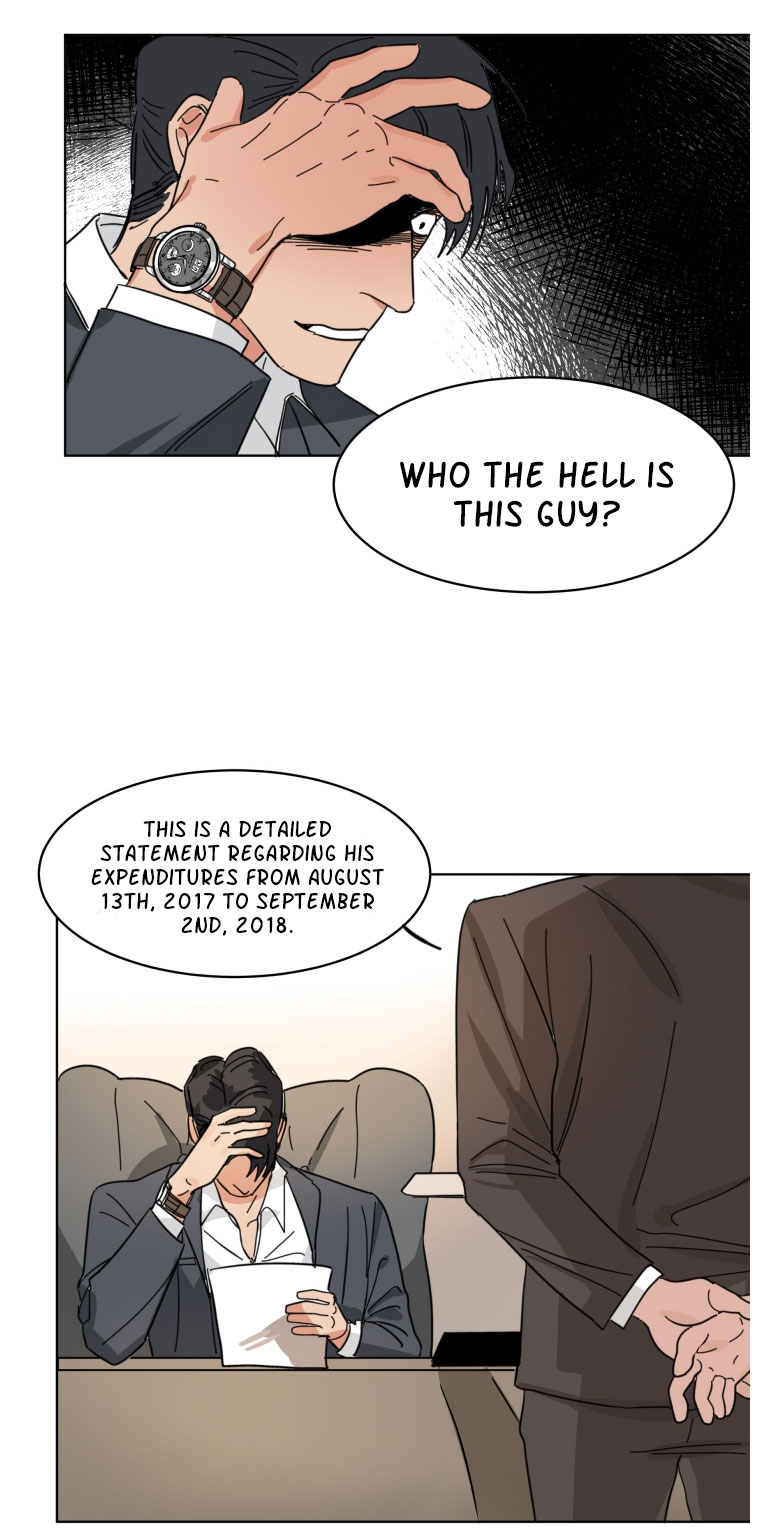 WHO THE HELL IS
THIS GUY?
THIS IS A DETAILED
STATEMENT REGARDING HIS
EXPENDITURES FROM AUGUST
13TH, 2017 TO SEPTEMBER
2ND, 2018.